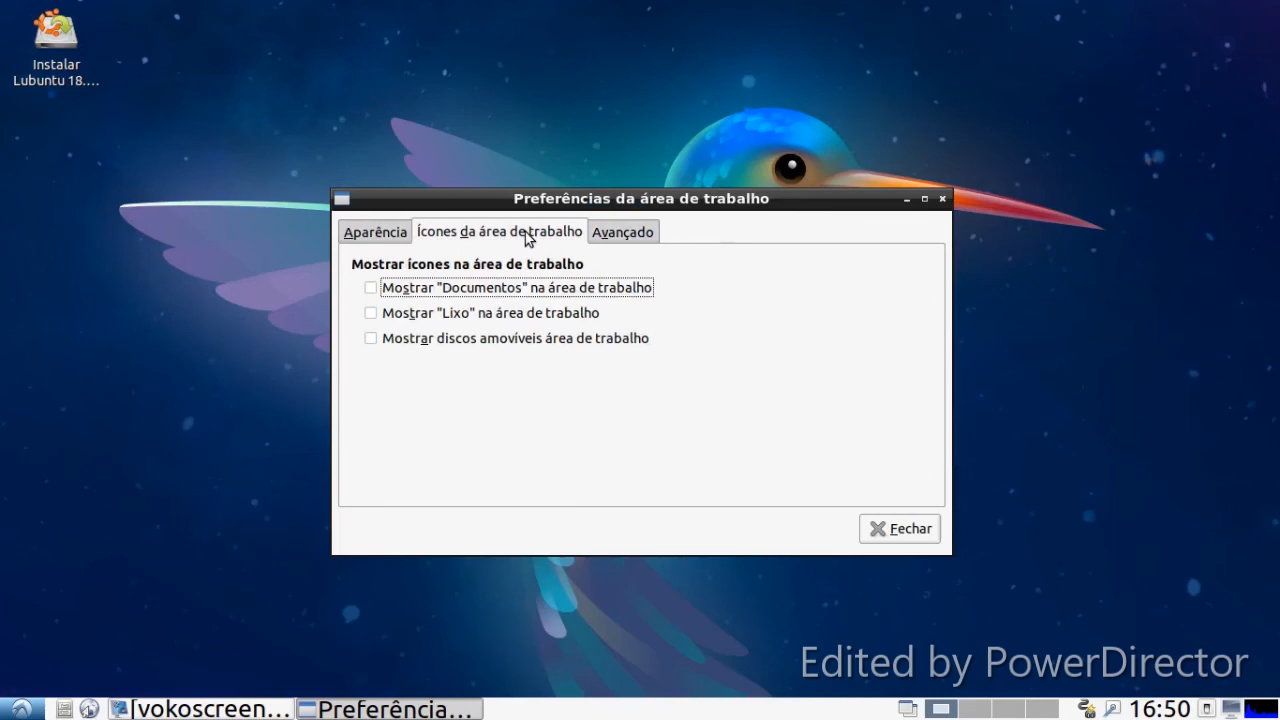 Instalar
Lubuntu 18....
Preferências da área de trabalho
Aparência
Ícones da área de trabalho
Avançado
Mostrar ícones na área de trabalho
Mostrar "Documentos" na área de trabalho
Mostrar "Lixo" na área de trabalho
Mostrar discos amovíveis área de trabalho
Fechar
Edited by PowerDirector
[vokoscreen...
Preferência...
16:50